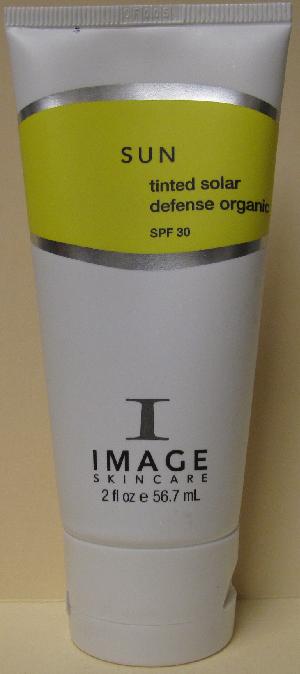 SUN
tinted solar
defense organic
SPF 30
I
IMAGE
SKINCARE
2 fl oz e 56.7 mL